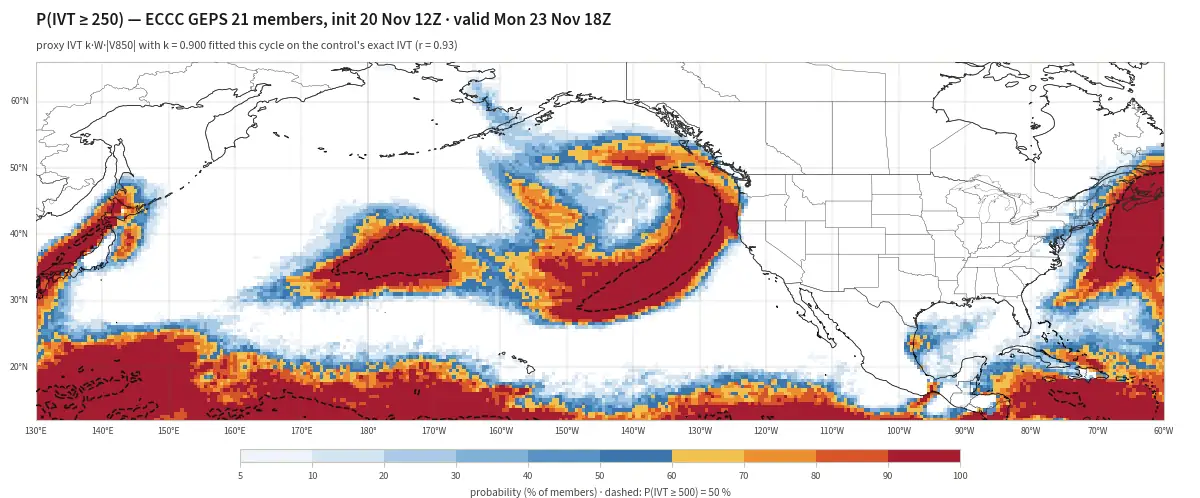 P(IVT ≥ 250) — ECCC GEPS 21 members, init 20 Nov 12Z · valid Mon 23 Nov 18Z
proxy IVT k·W·|V850| with k = 0.900 fitted this cycle on the control's exact IVT (r = 0.93)
60°N
50°N
40°N
30°N
20°N
130°E 140°E 150°E 160°E 170°E 180° 170°W 160°W 150°W 140°W 130°W 120°W 110°W 100°W 90°W 80°W 70°W 60°W
5 10 20 30 40 50 60 70 80 90 100
probability (% of members) · dashed: P(IVT ≥ 500) = 50 %